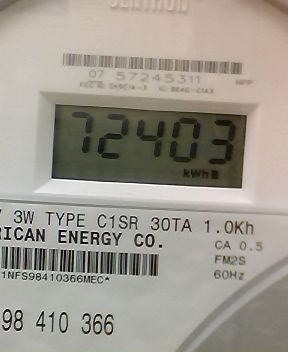 CENTRON
07 57245311
72403
kWh
3W TYPE C1SR 30TA 1.0Kh
RICAN ENERGY CO.
CA 0.5
FM2S
60Hz
1NFS98410366MEC*
98 410 366